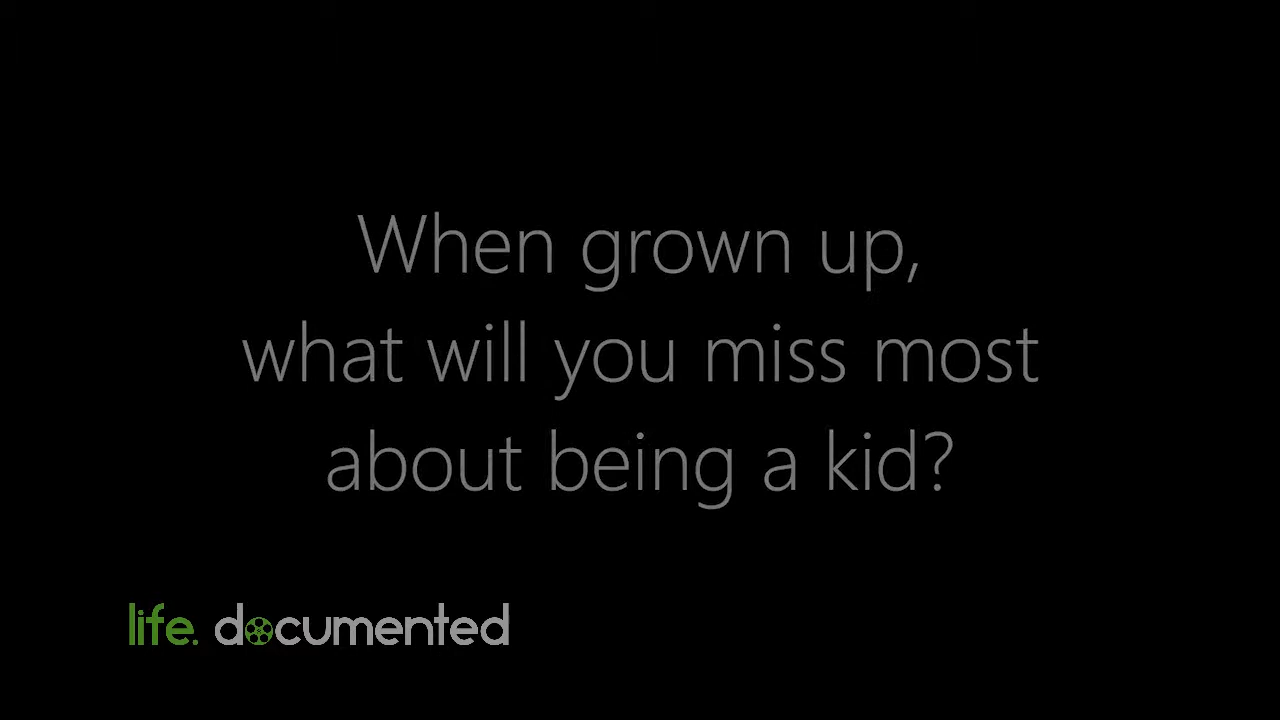 When grown up,
what will you miss most
about being a kid?
life. documented